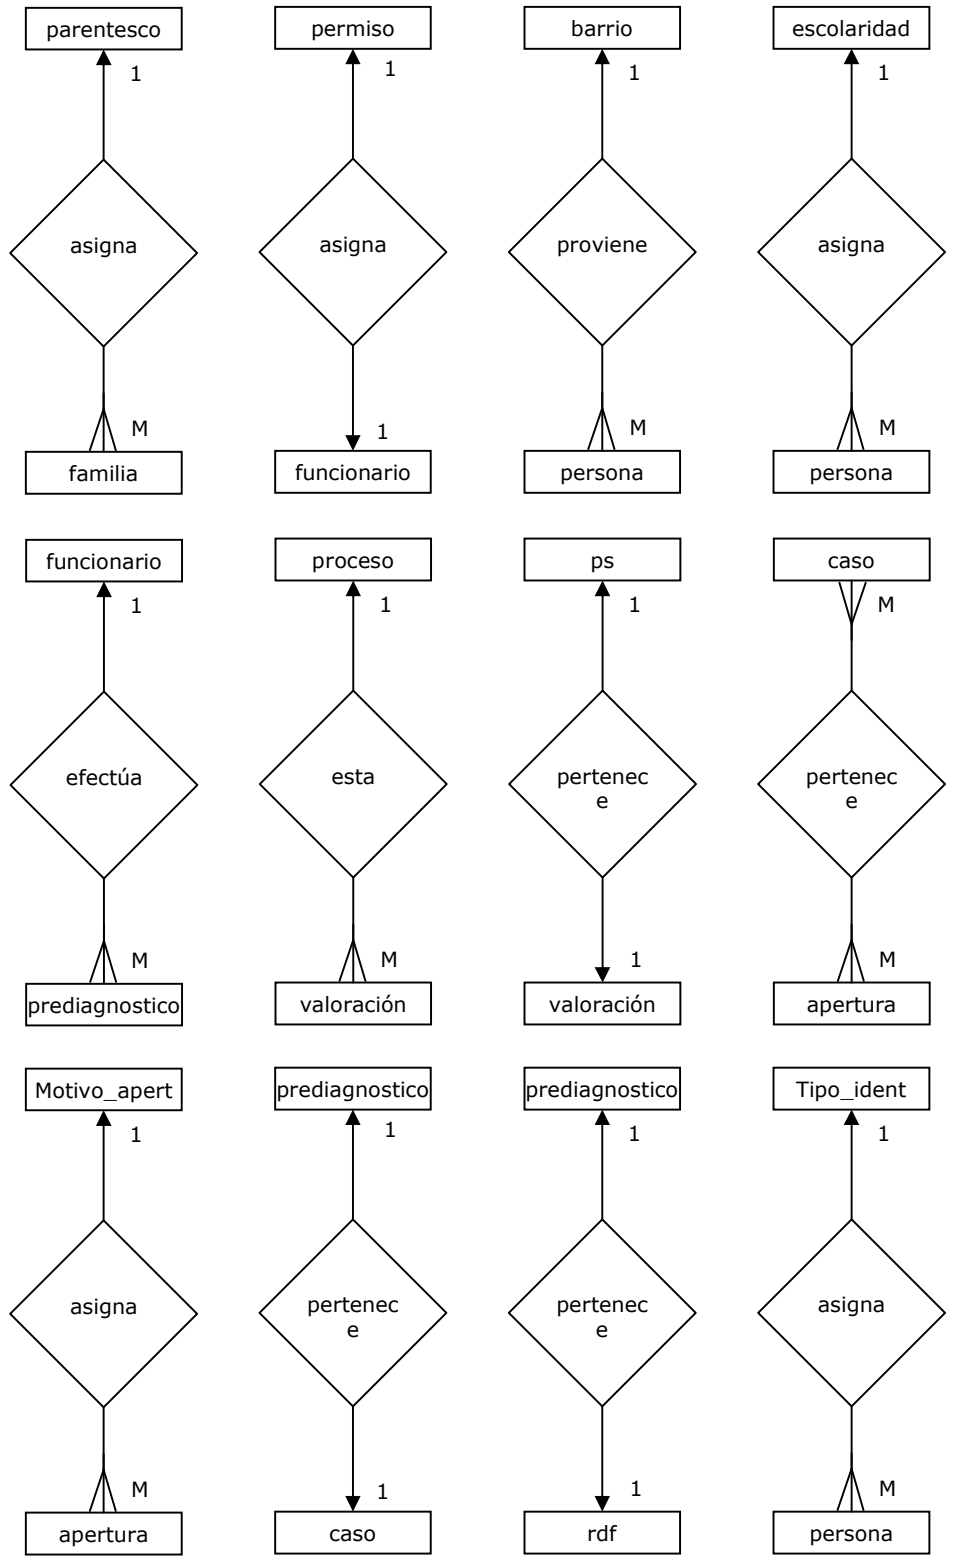 parentesco
1
asigna
M
familia
permiso
1
asigna
1
funcionario
barrio
1
proviene
M
persona
escolaridad
1
asigna
M
persona
funcionario
1
efectúa
M
prediagnostico
proceso
1
esta
M
valoración
ps
1
pertenec
e
1
valoración
caso
M
pertenec
e
M
apertura
Motivo_apert
1
asigna
M
apertura
prediagnostico
1
pertenec
e
1
caso
prediagnostico
1
pertenec
e
1
rdf
Tipo_ident
1
asigna
M
persona